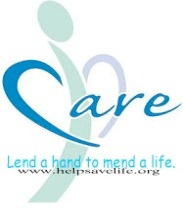 Care
Lend a hand to mend a life.
www.helpsavelife.org